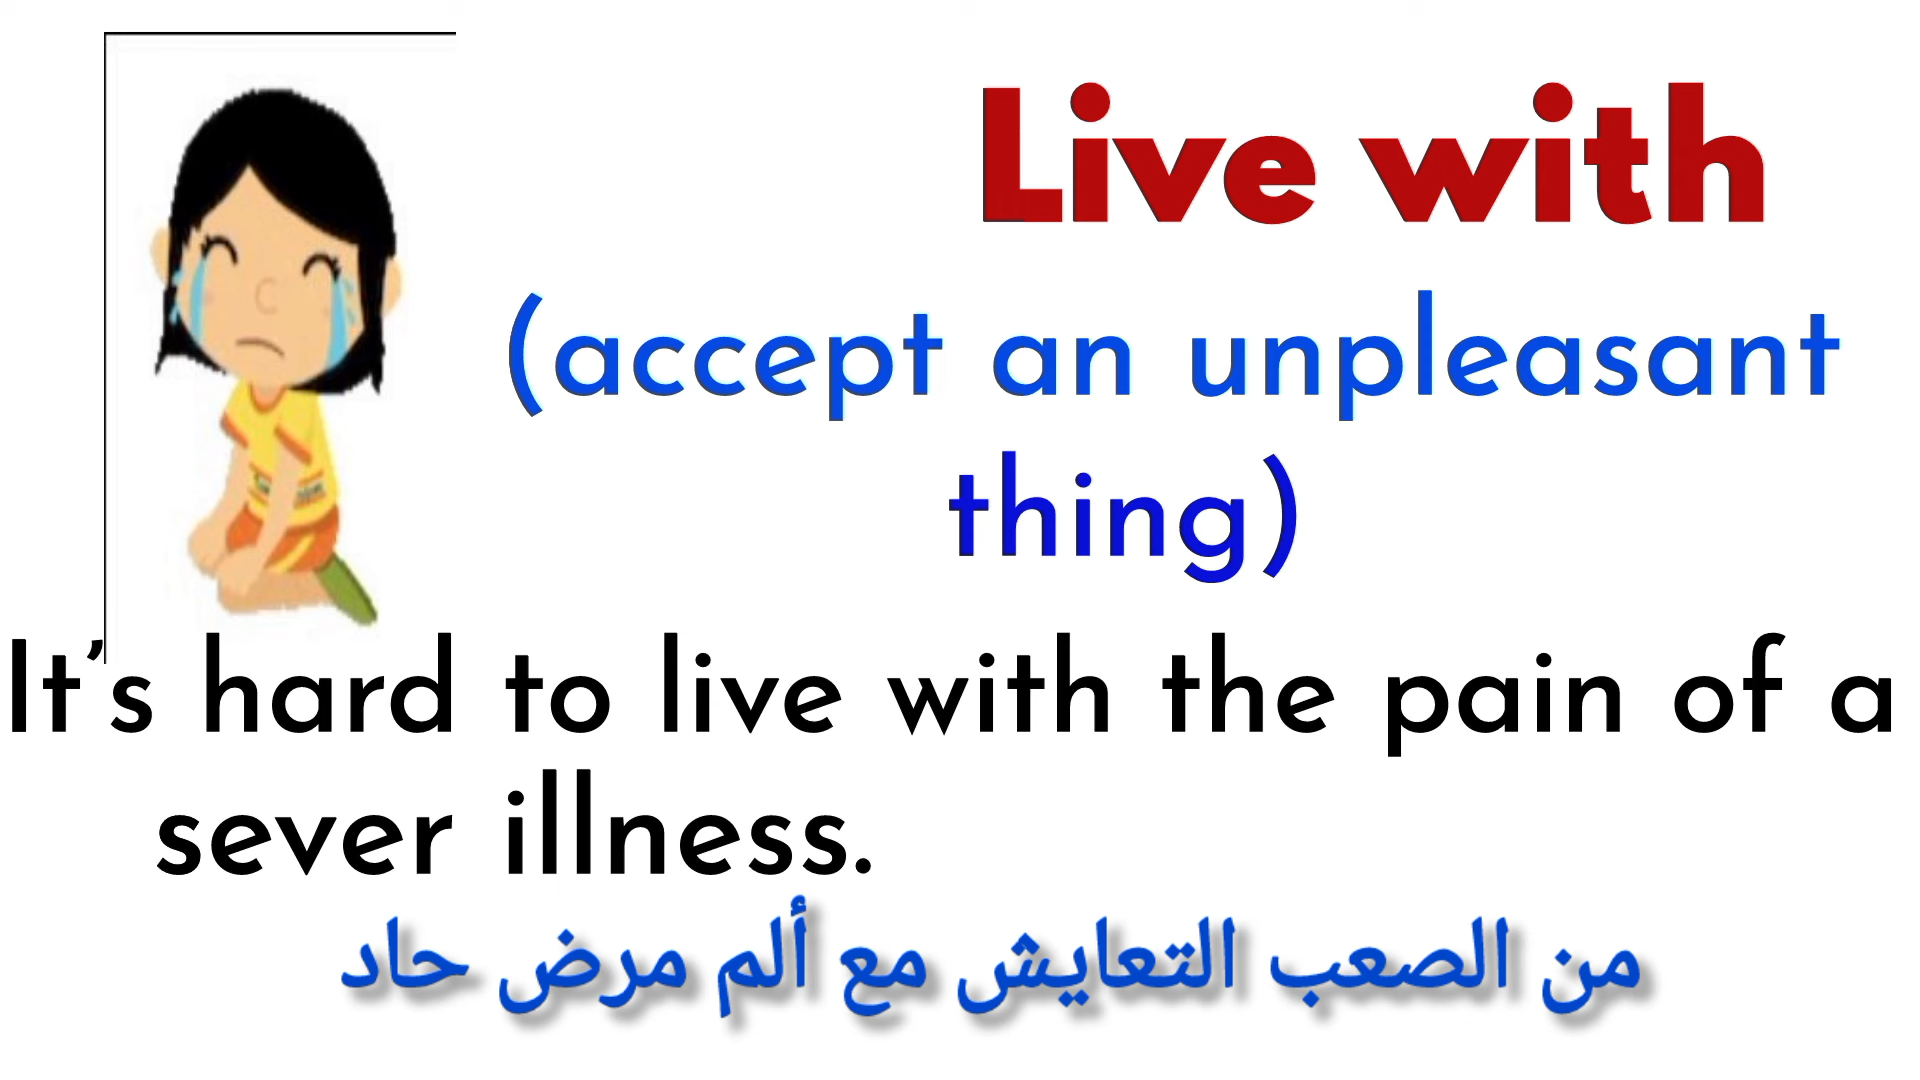 Live with
(accept an unpleasant
thing)
It’s hard to live with the pain of a
sever illness.
من الصعب التعايش مع ألم مرض حاد